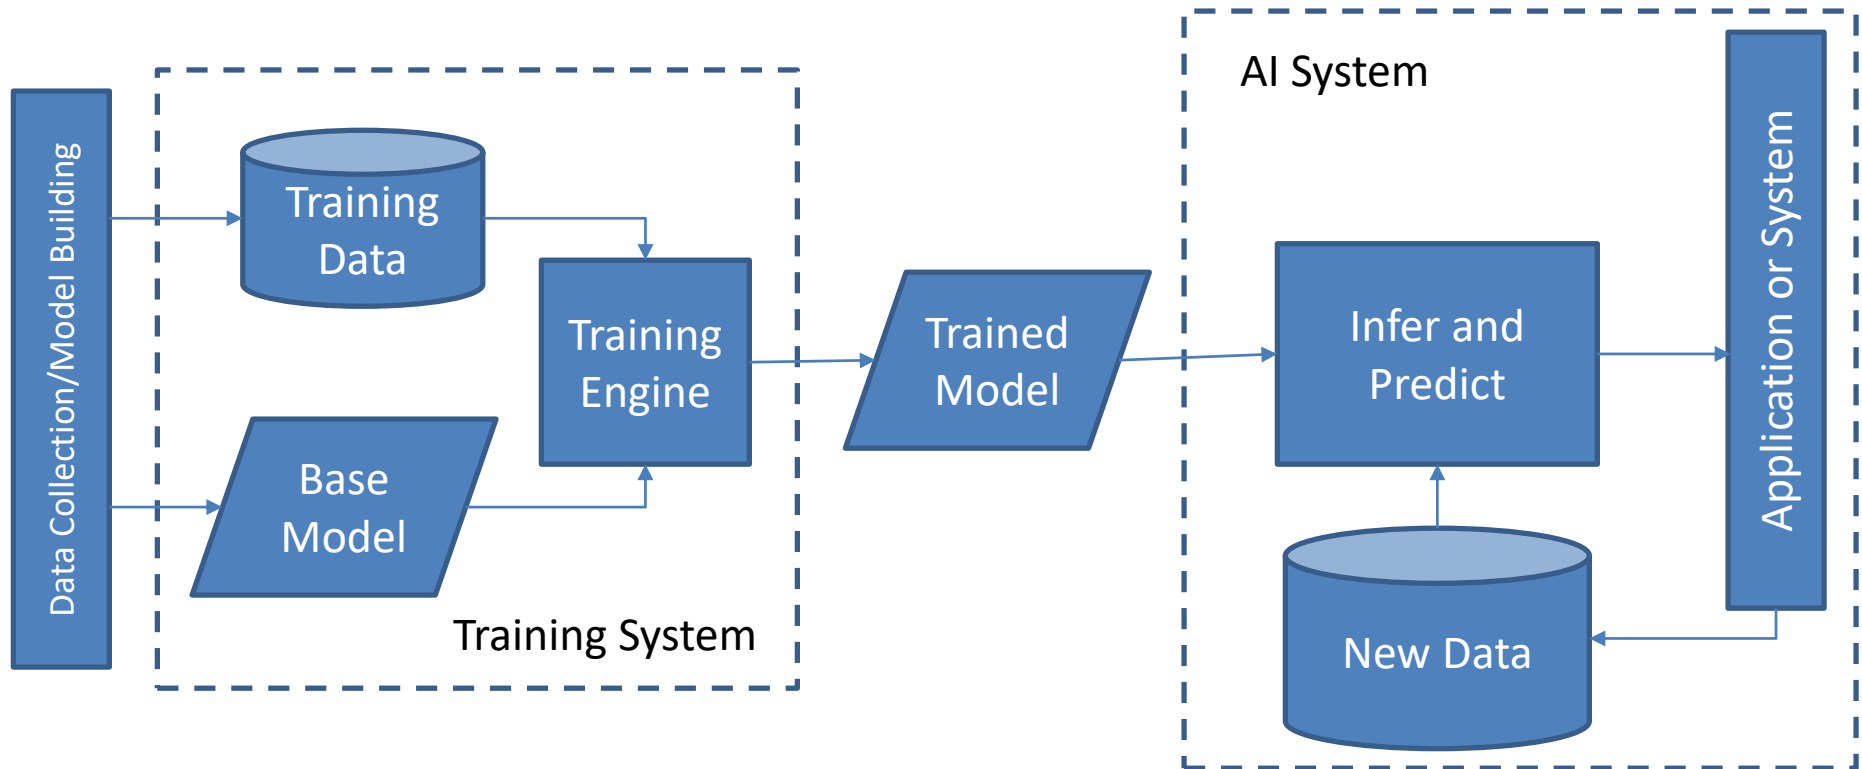 Data Collection/Model Building
Training
Data
Base
Model
Training
Engine
Training System
Trained
Model
AI System
Infer and
Predict
New Data
Application or System